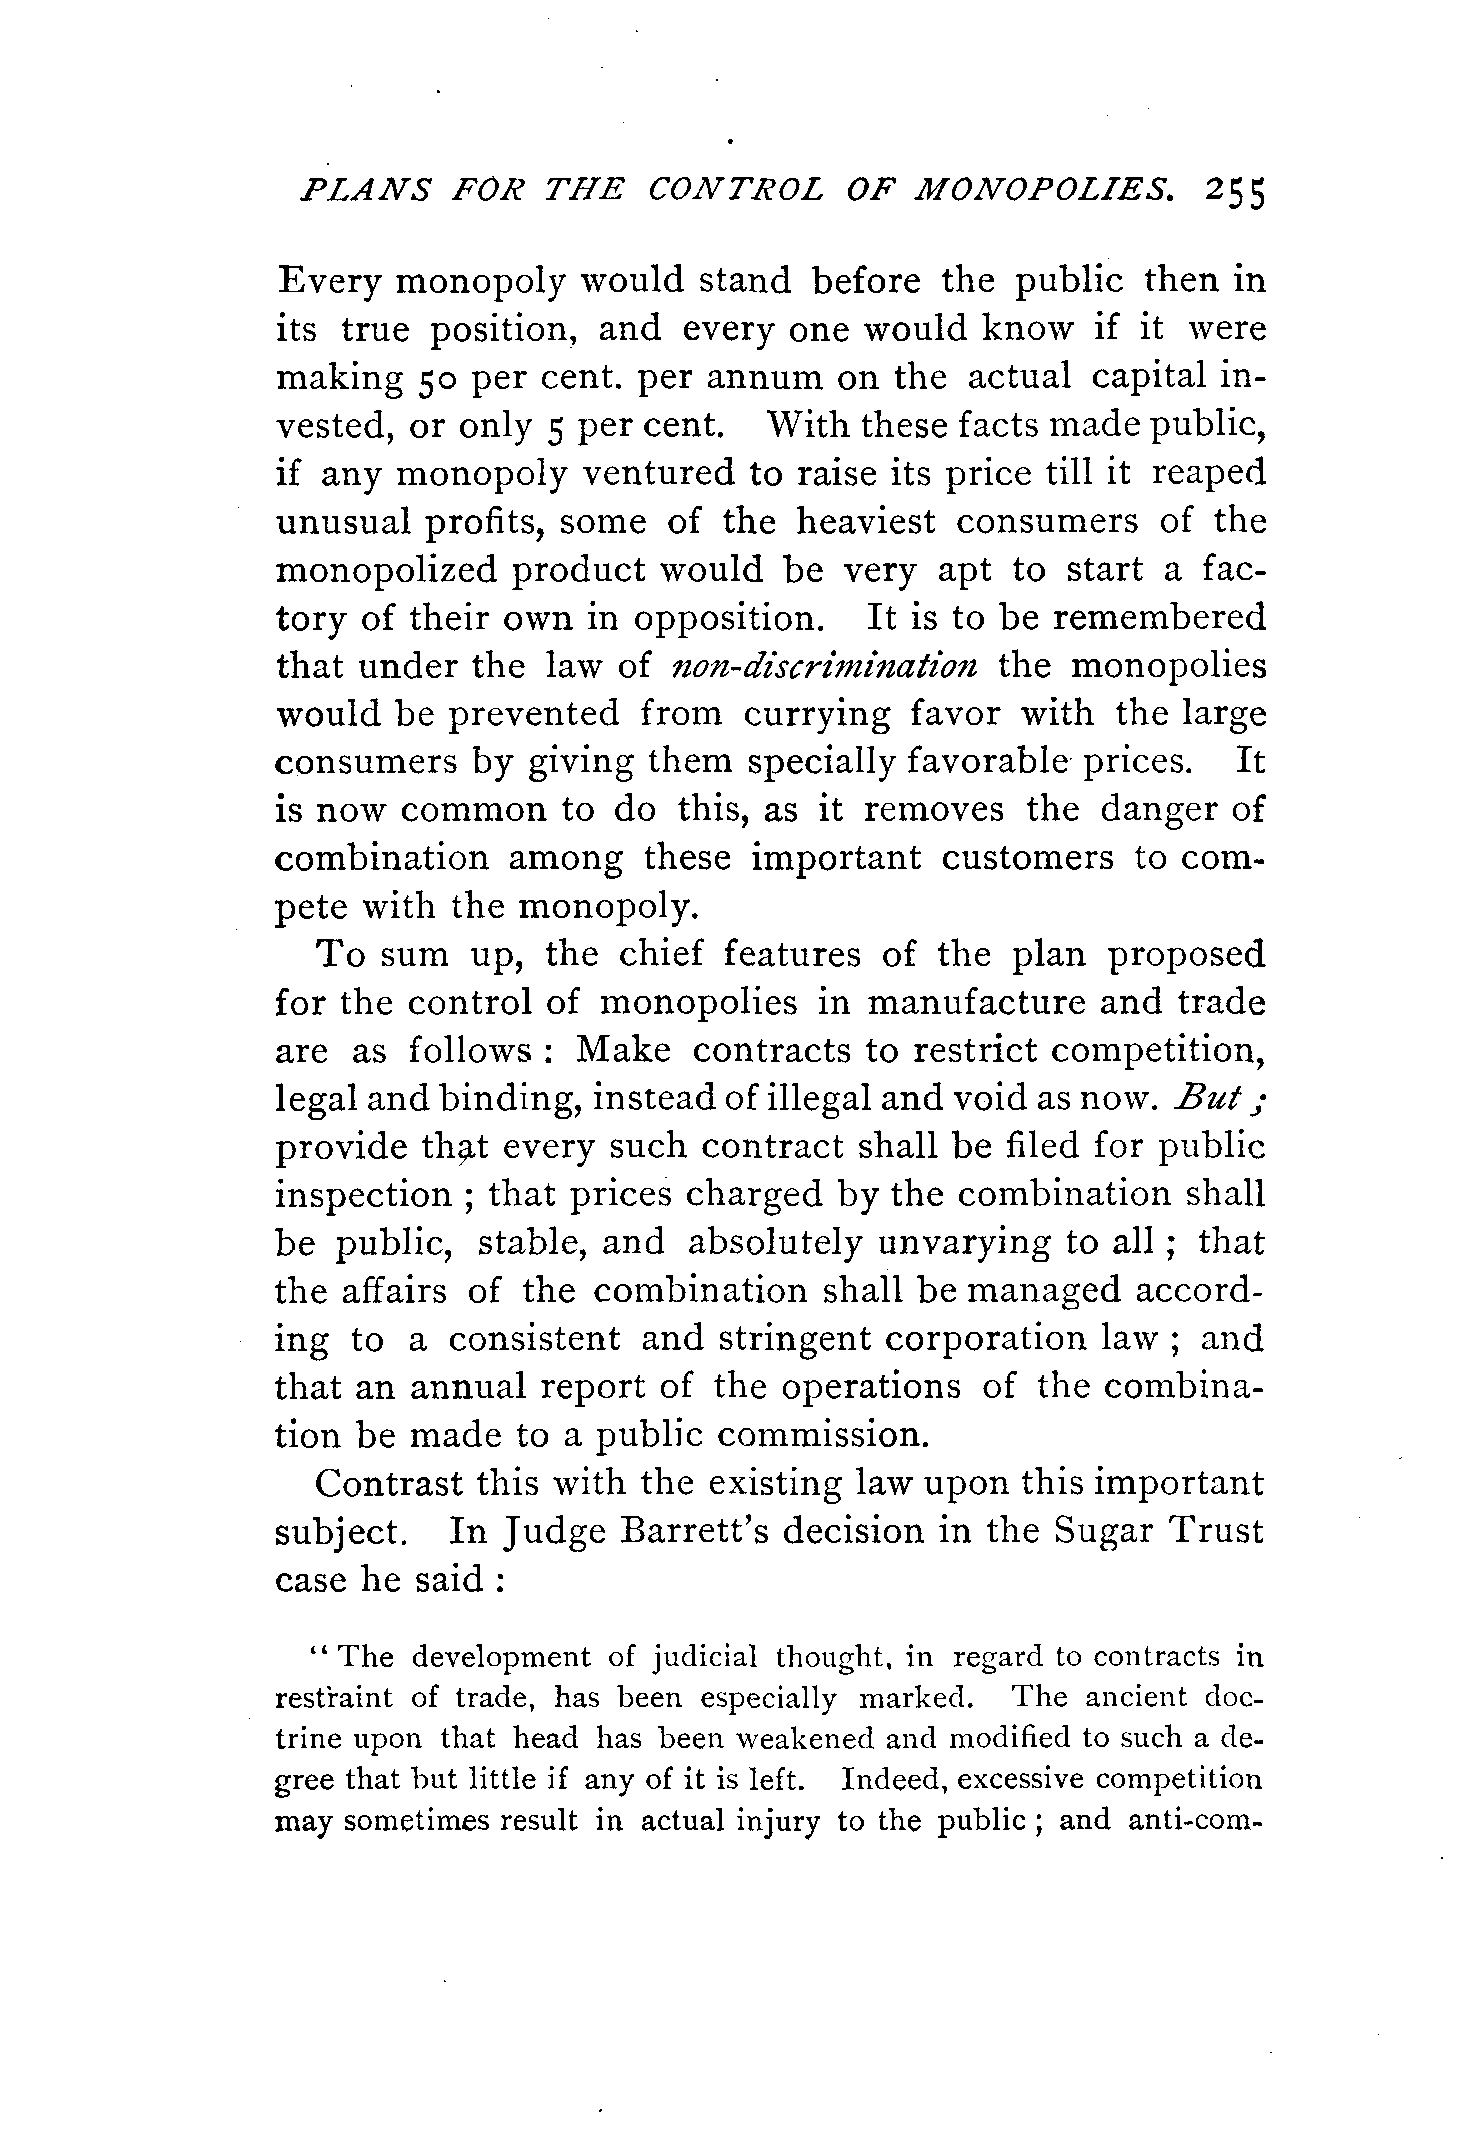 PLANS FOR THE CONTROL OF MONOPOLIES. 255
Every monopoly would stand before the public then in
its true position, and every one would know if it were
making 50 per cent. per annum on the actual capital in-
vested, or only 5 per cent. With these facts made public,
if any monopoly ventured to raise its price till it reaped
unusual profits, some of the heaviest consumers of the
monopolized product would be very apt to start a fac-
tory of their own in opposition. It is to be remembered
that under the law of non-discrimination the monopolies
would be prevented from currying favor with the large
consumers by giving them specially favorable prices. It
is now common to do this, as it removes the danger of
combination among these important customers to com-
pete with the monopoly.
To sum up, the chief features of the plan proposed
for the control of monopolies in manufacture and trade
are as follows : Make contracts to restrict competition,
legal and binding, instead of illegal and void as now. But ;
provide that every such contract shall be filed for public
inspection ; that prices charged by the combination shall
be public, stable, and absolutely unvarying to all ; that
the affairs of the combination shall be managed accord-
ing to a consistent and stringent corporation law ; and
that an annual report of the operations of the combina-
tion be made to a public commission.
Contrast this with the existing law upon this important
subject. In Judge Barrett's decision in the Sugar Trust
case he said :
" The development of judicial thought, in regard to contracts in
restraint of trade, has been especially marked. The ancient doc-
trine upon that head has been weakened and modified to such a de-
gree that but little if any of it is left. Indeed, excessive competition
may sometimes result in actual injury to the public ; and anti-com-